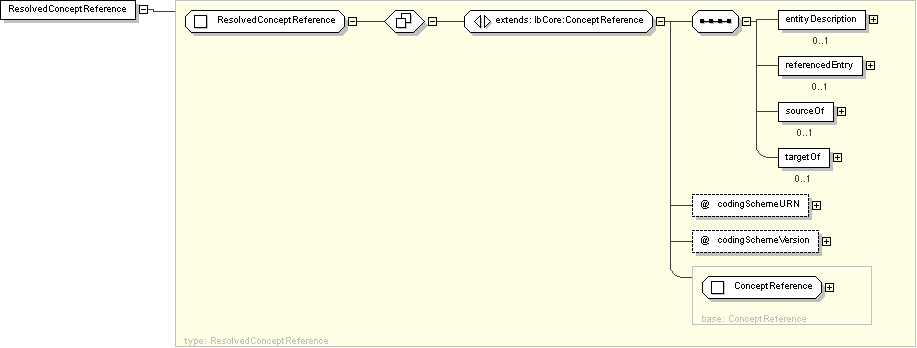 ResolvedConceptReference
ResolvedConceptReference
extends: lbCore:ConceptReference
entityDescription
0..1
referencedEntry
0..1
sourceOf
0..1
targetOf
0..1
@ codingSchemeURN
@ codingSchemeVersion
ConceptReference
base: ConceptReference
type: ResolvedConceptReference